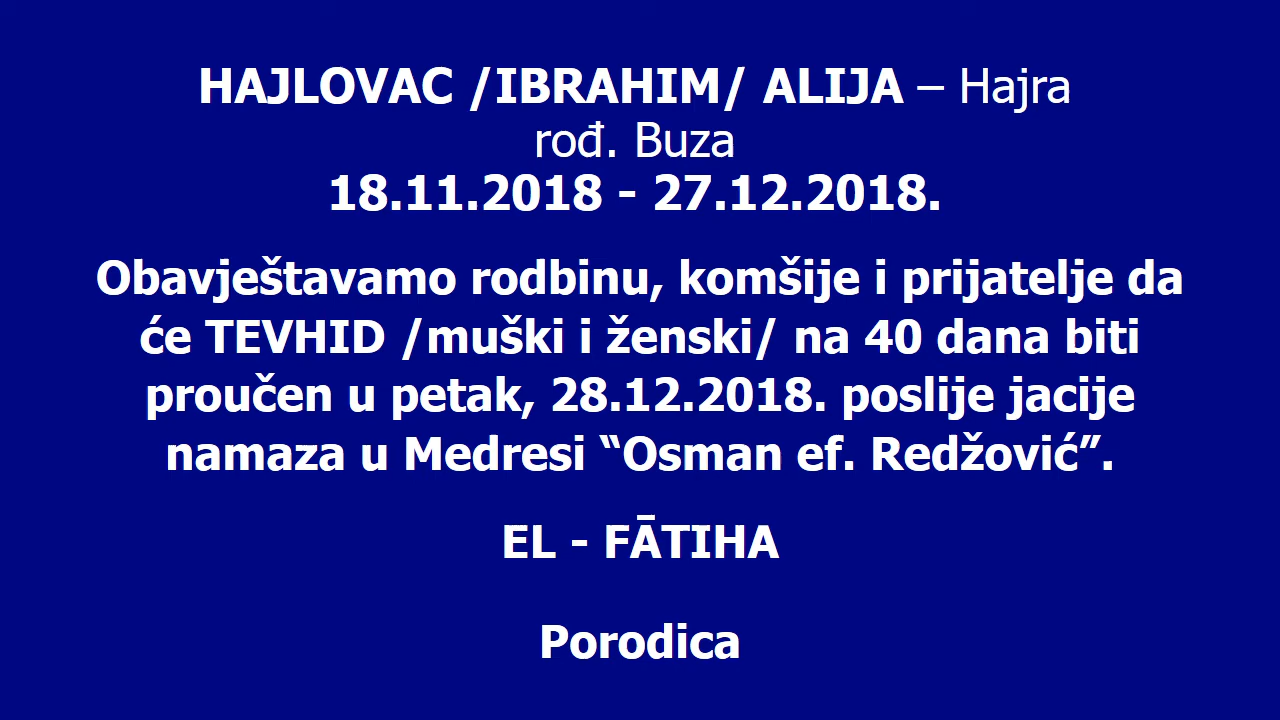 HAJLOVAC /IBRAHIM/ ALIJA – Hajra
rođ. Buza
18.11.2018 - 27.12.2018.
Obavještavamo rodbinu, komšije i prijatelje da
će TEVHID /muški i ženski/ na 40 dana biti
proučen u petak, 28.12.2018. poslije jacije
namaza u Medresi “Osman ef. Redžović”.
EL - FĀTIHA
Porodica